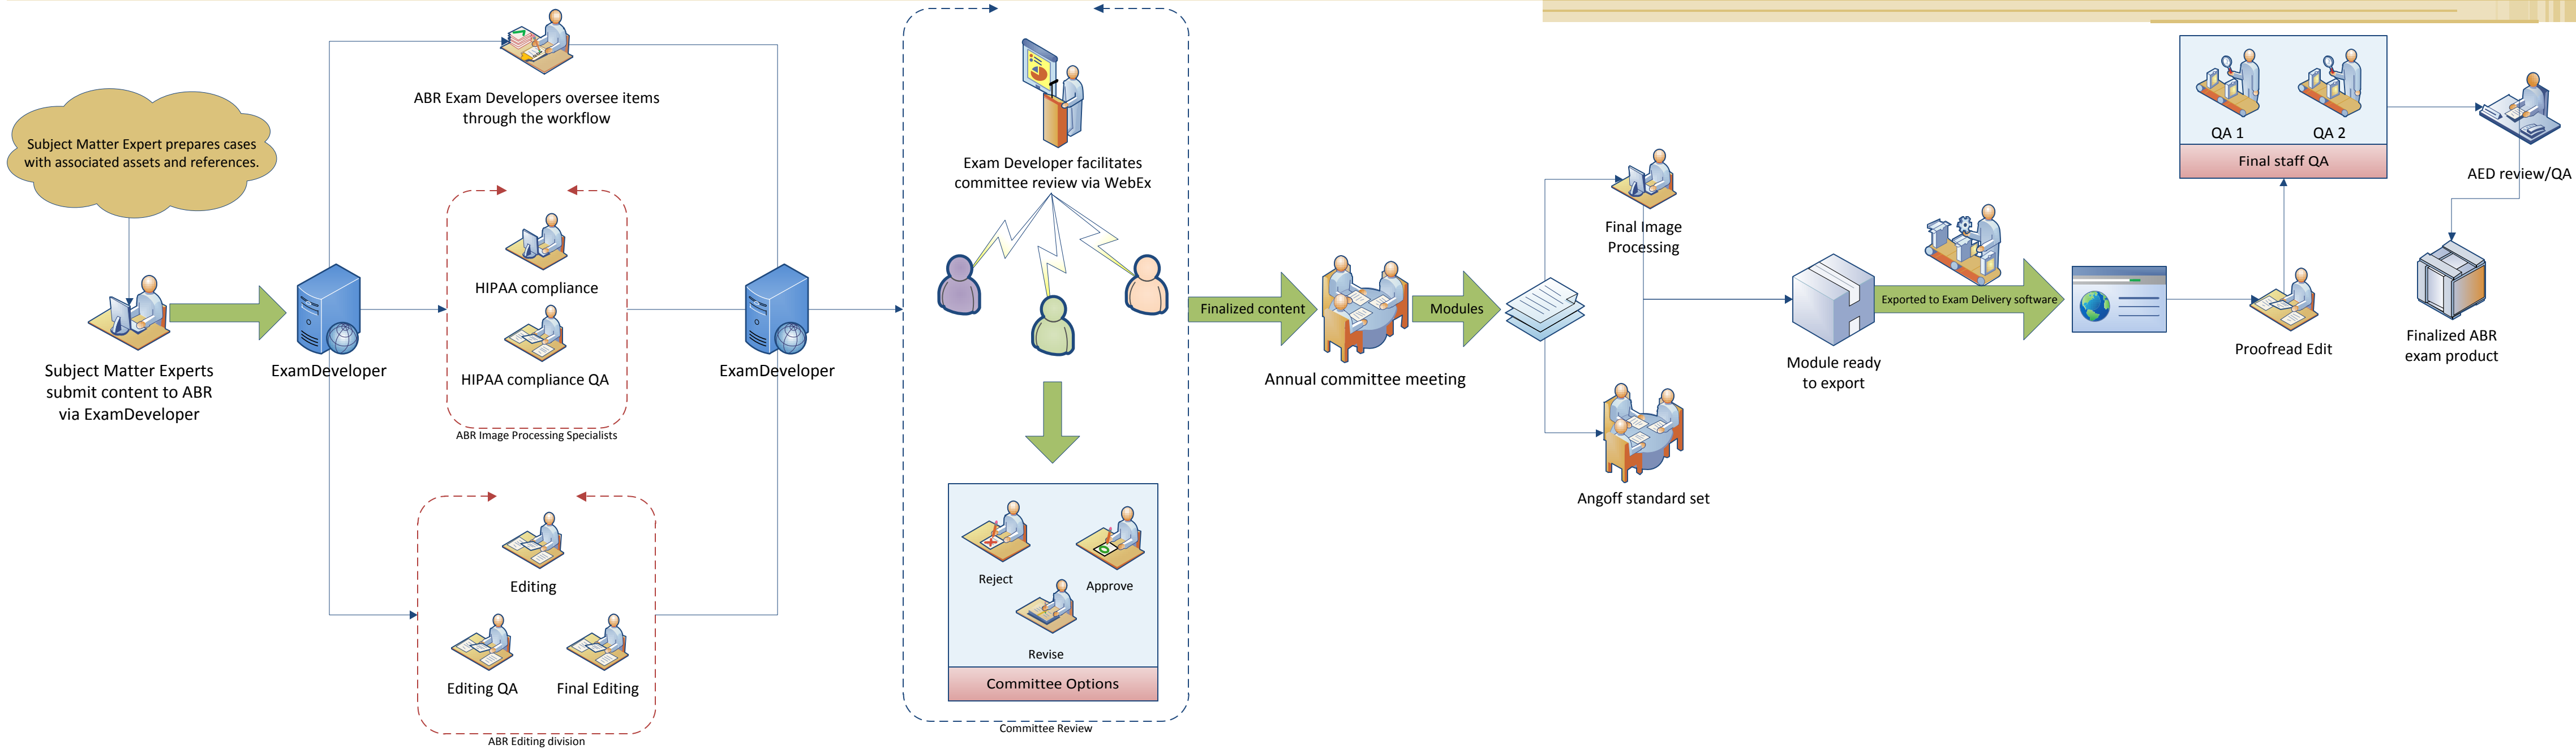 Subject Matter Expert prepares cases
with associated assets and references.
Subject Matter Experts
submit content to ABR
via ExamDeveloper
ExamDeveloper
ABR Exam Developers oversee items
through the workflow
HIPAA compliance
HIPAA compliance QA
ABR Image Processing Specialists
Editing
Editing QA
Final Editing
ABR Editing division
ExamDeveloper
Exam Developer facilitates
committee review via WebEx
Reject
Approve
Revise
Committee Options
Committee Review
Finalized content
Annual committee meeting
Modules
Final Image
Processing
Angoff standard set
Module ready
to export
Exported to Exam Delivery software
Proofread Edit
QA 1
QA 2
Final staff QA
AED review/QA
Finalized ABR
exam product